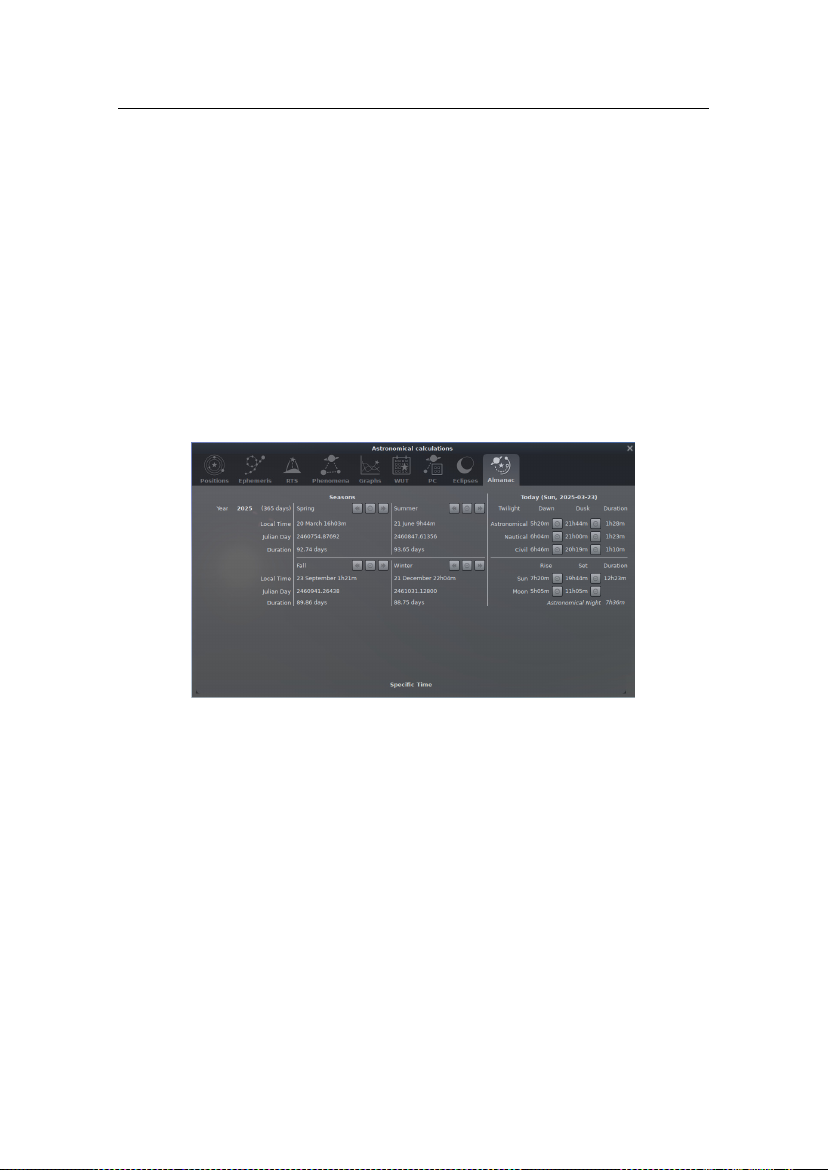 Astronomical calculations
Positions Ephemeris RTS Phenomena Graphs WUT PC Eclipses Almanac
Seasons
Year 2025 (365 days) Spring Summer
Local Time 20 March 16h03m 21 June 9h44m
Julian Day 2460754.87692 2460847.61356
Duration 92.74 days 93.65 days
Fall Winter
Local Time 23 September 1h21m 21 December 22h04m
Julian Day 2460941.26438 2461031.12800
Duration 89.86 days 88.75 days
Today (Sun, 2025-03-23)
Twilight Dawn Dusk Duration
Astronomical 5h20m 21h44m 1h28m
Nautical 6h04m 21h00m 1h23m
Civil 6h46m 20h19m 1h10m
Rise Set Duration
Sun 7h20m 19h44m 12h23m
Moon 5h05m 11h05m
Astronomical Night 7h36m
Specific Time